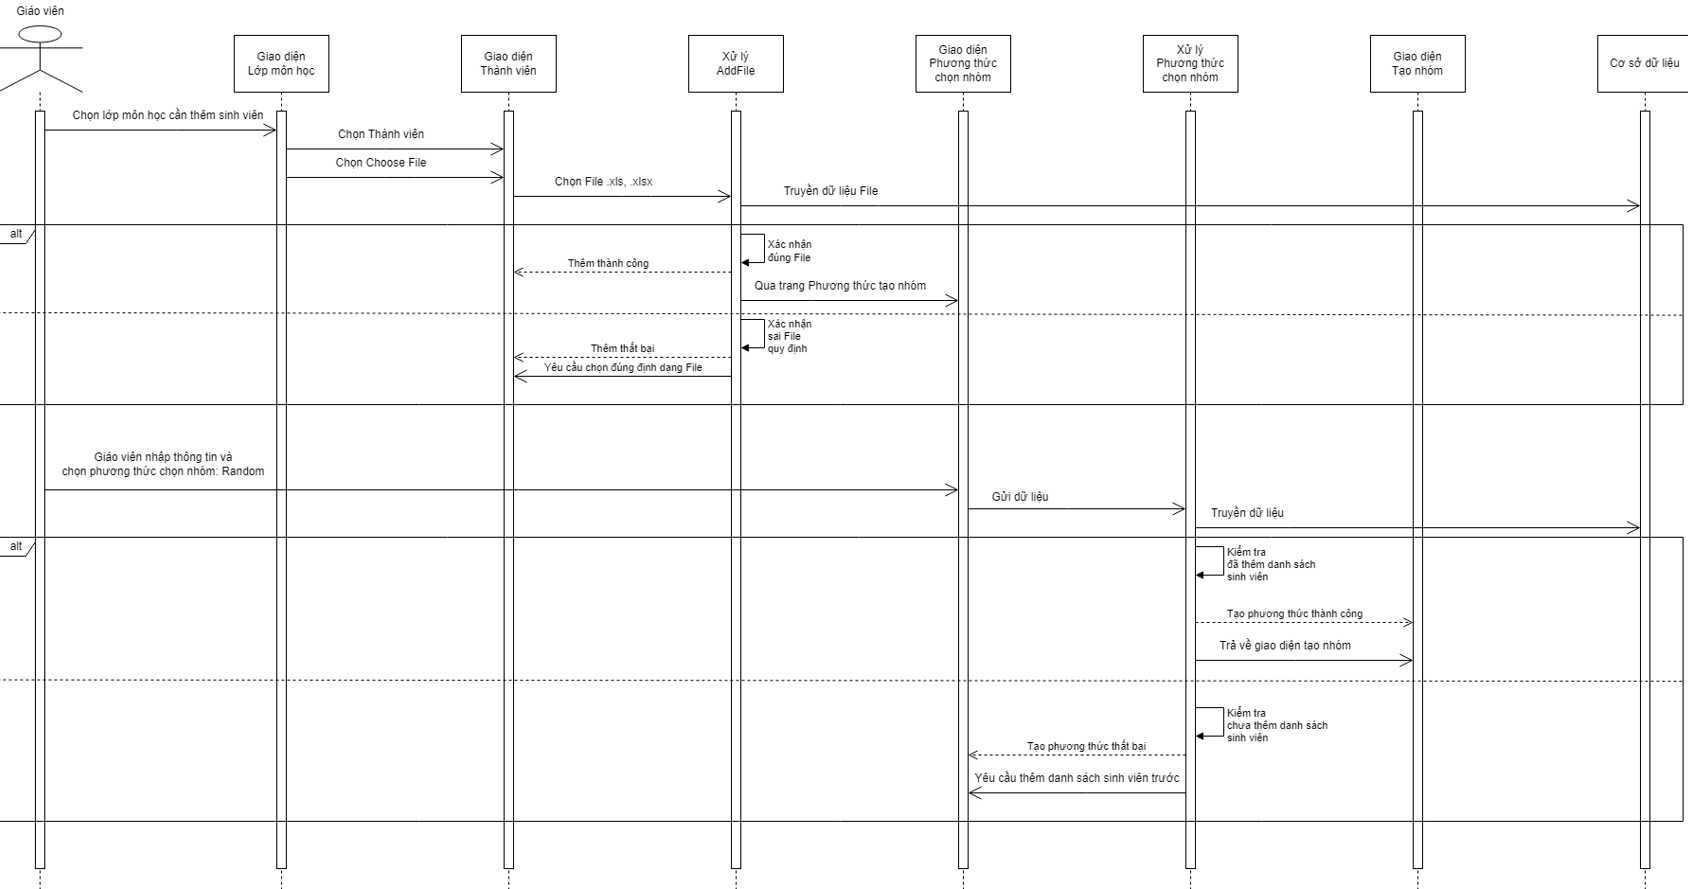 Giáo viên
Giao diện
Lớp môn học
Giao diện
Thành viên
Xử lý
AddFile
Giao diện
Phương thức
chọn nhóm
Xử lý
Phương thức
chọn nhóm
Giao diện
Tạo nhóm
Cơ sở dữ liệu
Chọn lớp môn học cần thêm sinh viên
Chọn Thành viên
Chọn Choose File
Chọn File .xls, .xlsx
Truyền dữ liệu File
alt
Xác nhận
đúng File
Thêm thành công
Qua trang Phương thức tạo nhóm
Xác nhận
sai File
quy định
Thêm thất bại
Yêu cầu chọn đúng định dạng File
Giáo viên nhập thông tin và
chọn phương thức chọn nhóm: Random
Gửi dữ liệu
Truyền dữ liệu
alt
Kiểm tra
đã thêm danh sách
sinh viên
Tạo phương thức thành công
Trả về giao diện tạo nhóm
Kiểm tra
chưa thêm danh sách
sinh viên
Tạo phương thức thất bại
Yêu cầu thêm danh sách sinh viên trước